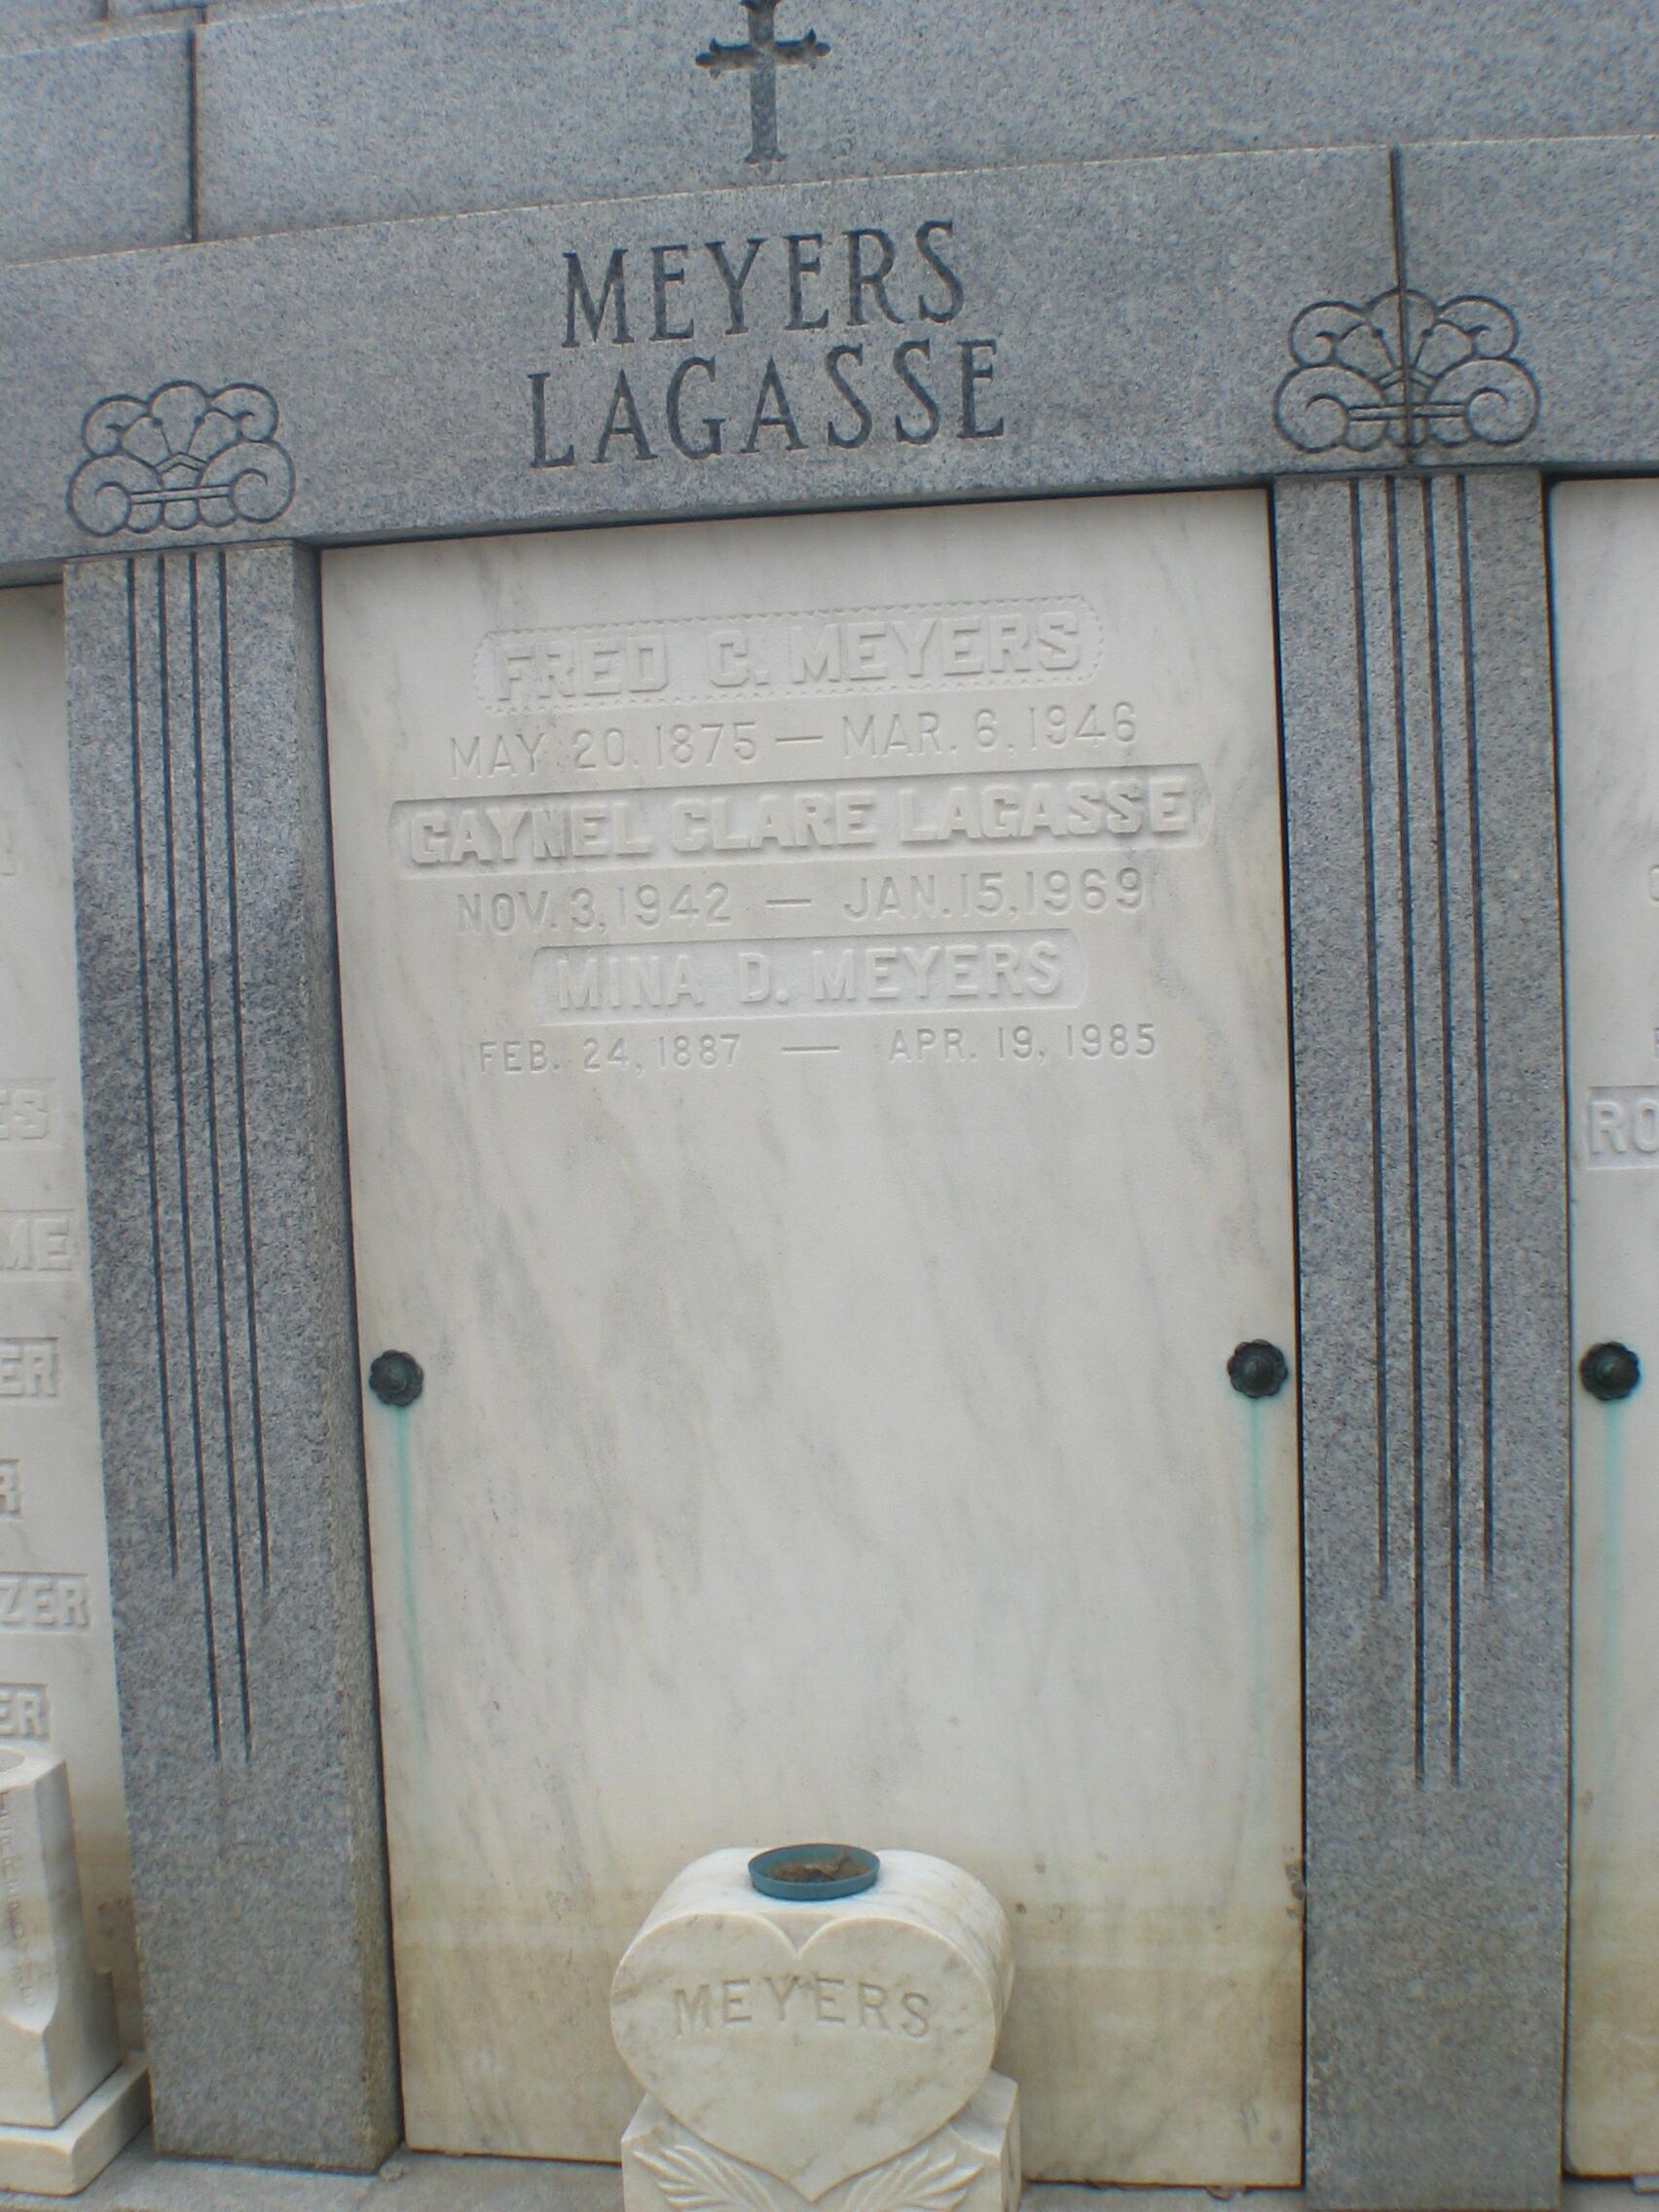 MEYERS
LAGASSE
FRED C. MEYERS
MAY 20, 1875 — MAR. 6, 1946
GAYNEL CLARE LAGASSE
NOV. 3, 1942 — JAN. 15, 1969
MINA D. MEYERS
FEB. 24, 1887 — APR. 19, 1985
MEYERS